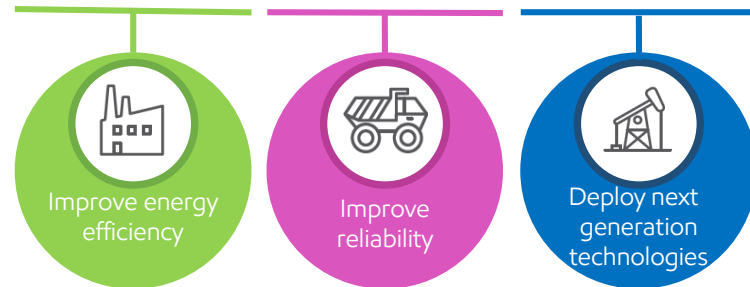 Improve energy
efficiency
Improve
reliability
Deploy next
generation
technologies